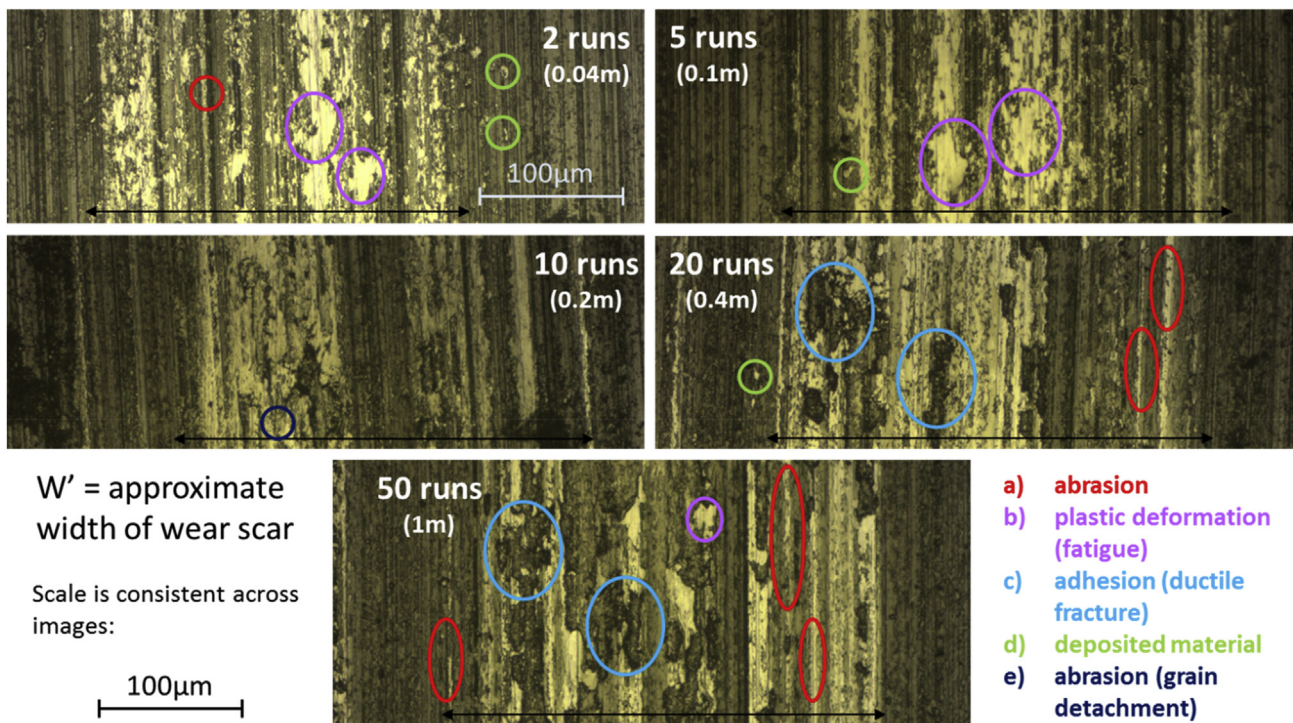 2 runs
(0.04m)
100µm
5 runs
(0.1m)
10 runs
(0.2m)
20 runs
(0.4m)
50 runs
(1m)
W' = approximate
width of wear scar
Scale is consistent across
images:
100µm
a) abrasion
b) plastic deformation
(fatigue)
c) adhesion (ductile
fracture)
d) deposited material
e) abrasion (grain
detachment)